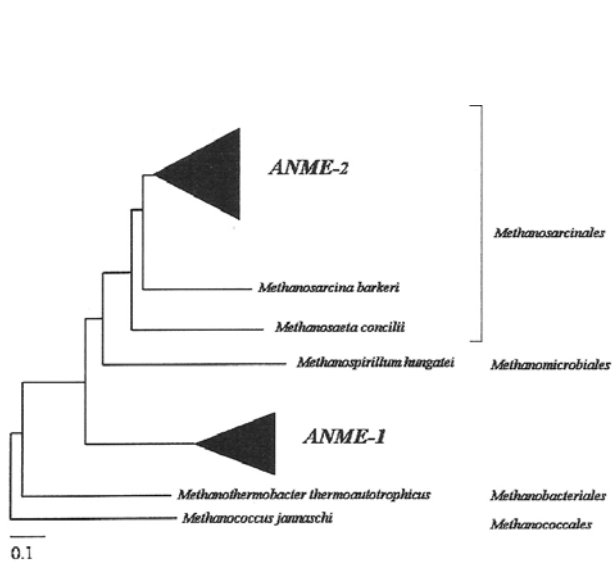 ANME-2
Methanosarcinales
Methanosarcina barkeri
Methanosaeta concilii
Methanospirillum hungatei Methanomicrobiales
ANME-1
Methanothermobacter thermoautotrophicus Methanobacteriales
Methanococcus jannaschi Methanococcales
0.1